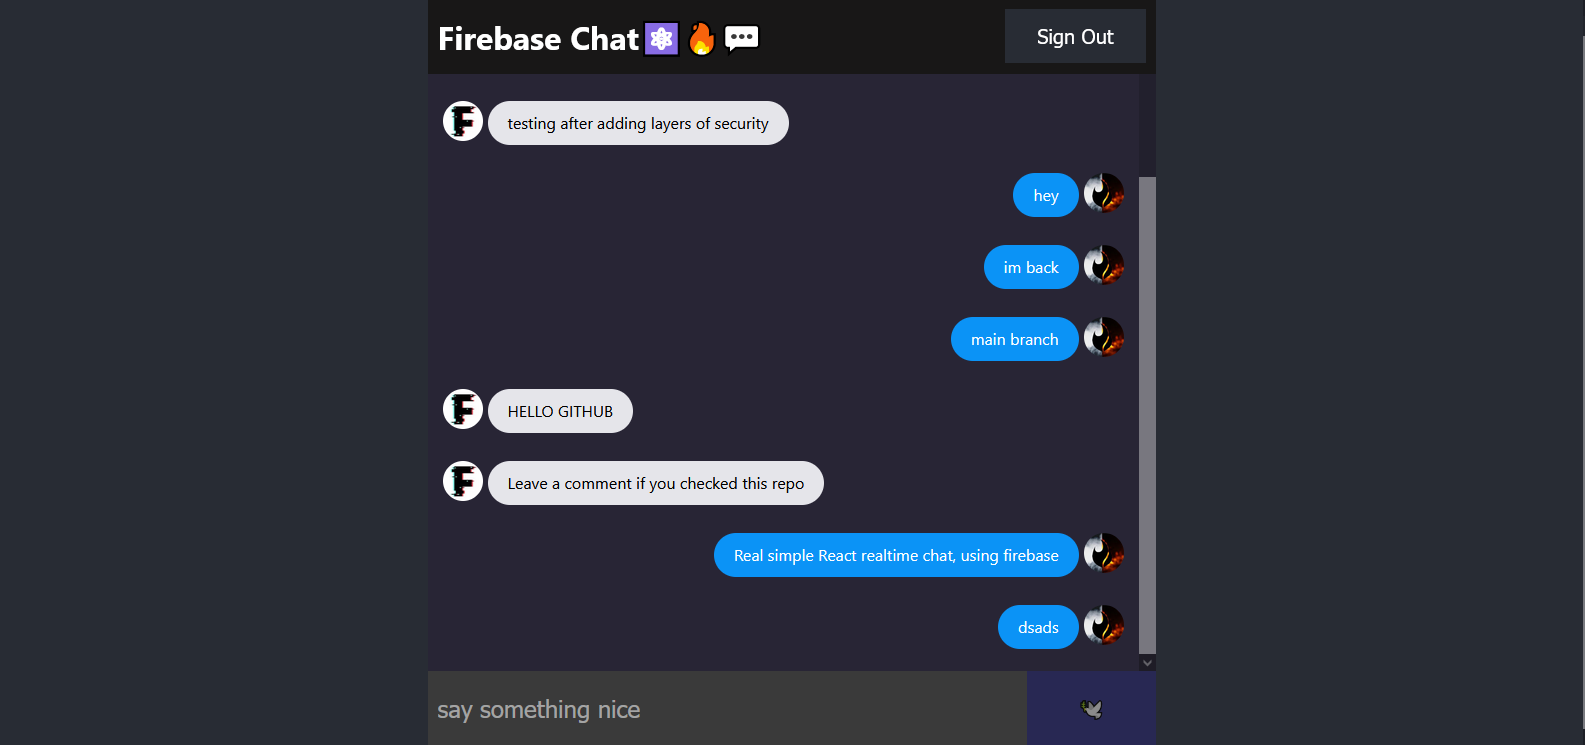 Firebase Chat⚛️🔥💬
Sign Out
testing after adding layers of security
hey
im back
main branch
HELLO GITHUB
Leave a comment if you checked this repo
Real simple React realtime chat, using firebase
dsads
say something nice
🕊️